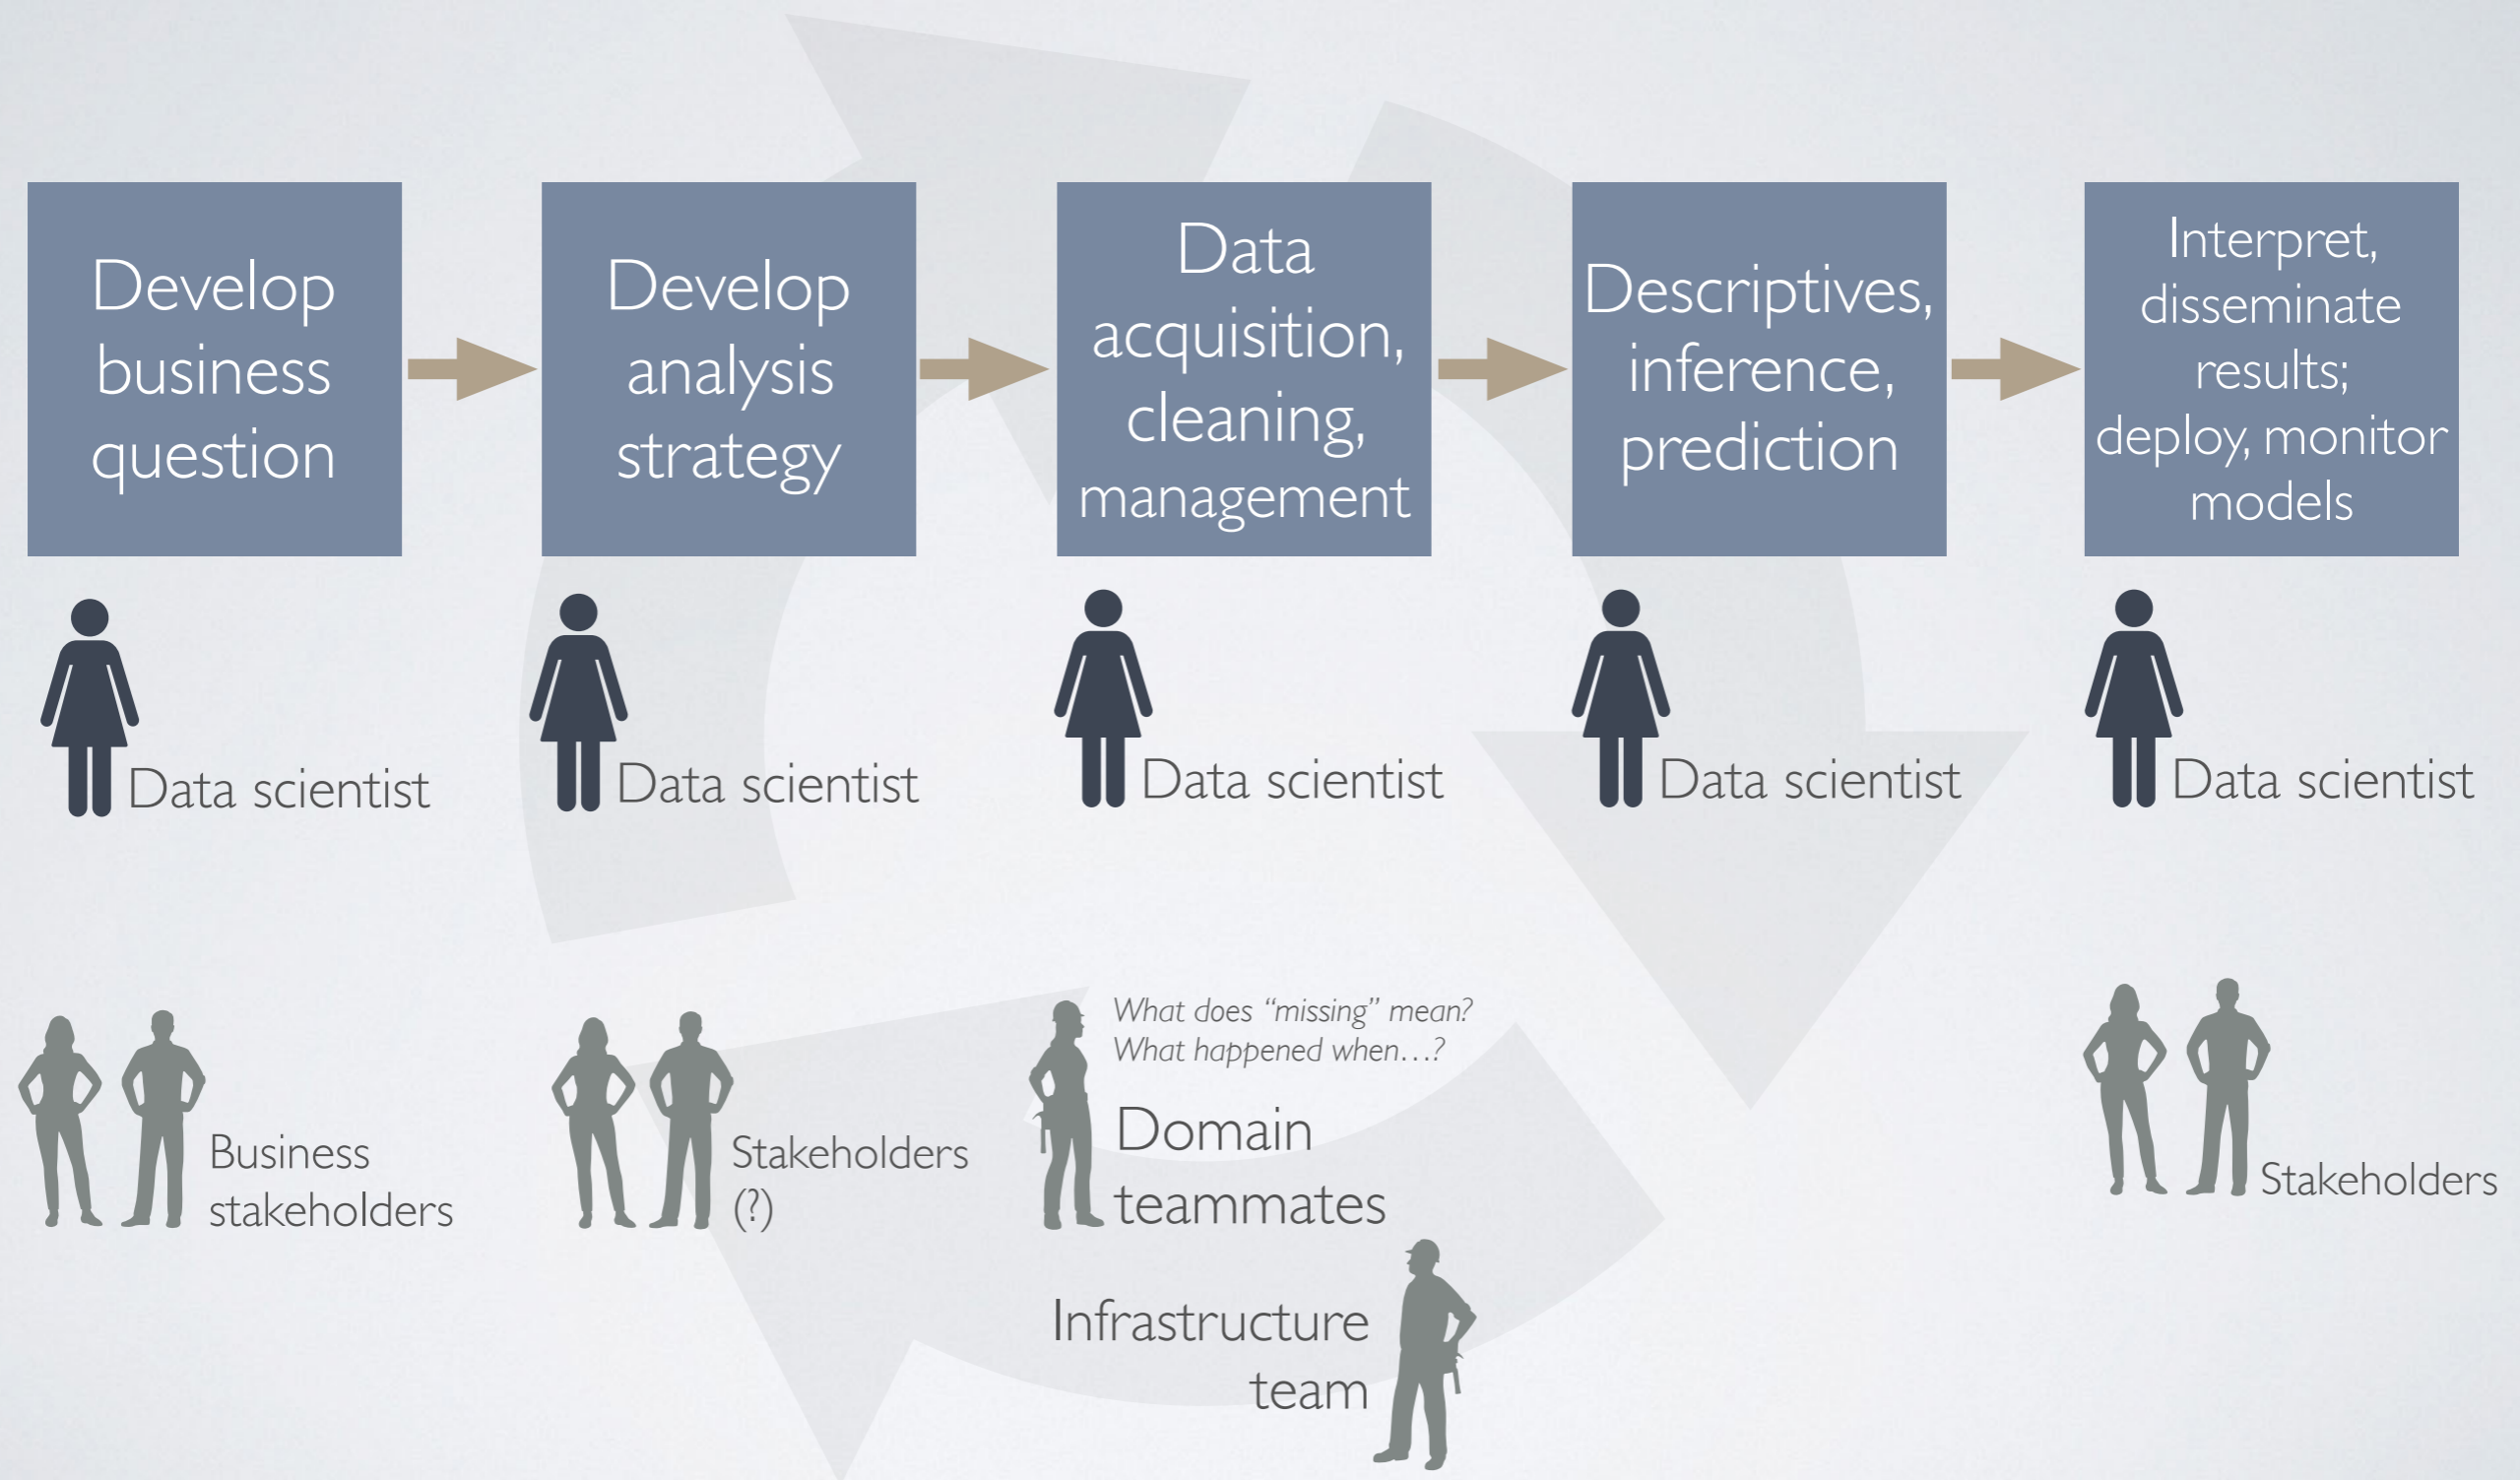 Develop
business
question
Develop
analysis
strategy
Data
acquisition,
cleaning,
management
Descriptives,
inference,
prediction
Interpret,
disseminate
results;
deploy, monitor
models
Data scientist
Data scientist
Data scientist
Data scientist
Data scientist
Business
stakeholders
Stakeholders
(?)
What does “missing” mean?
What happened when…?
Domain
teammates
Infrastructure
team
Stakeholders